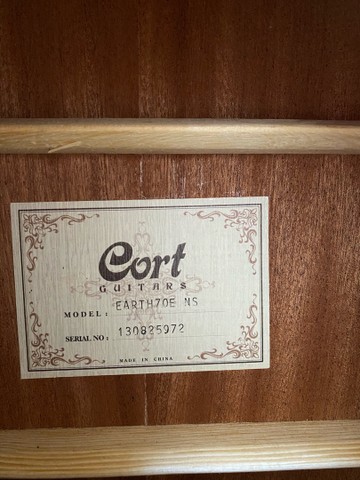 Cort
GUITARS
MODEL : EARTH70E NS
SERIAL NO : 130825972
MADE IN CHINA